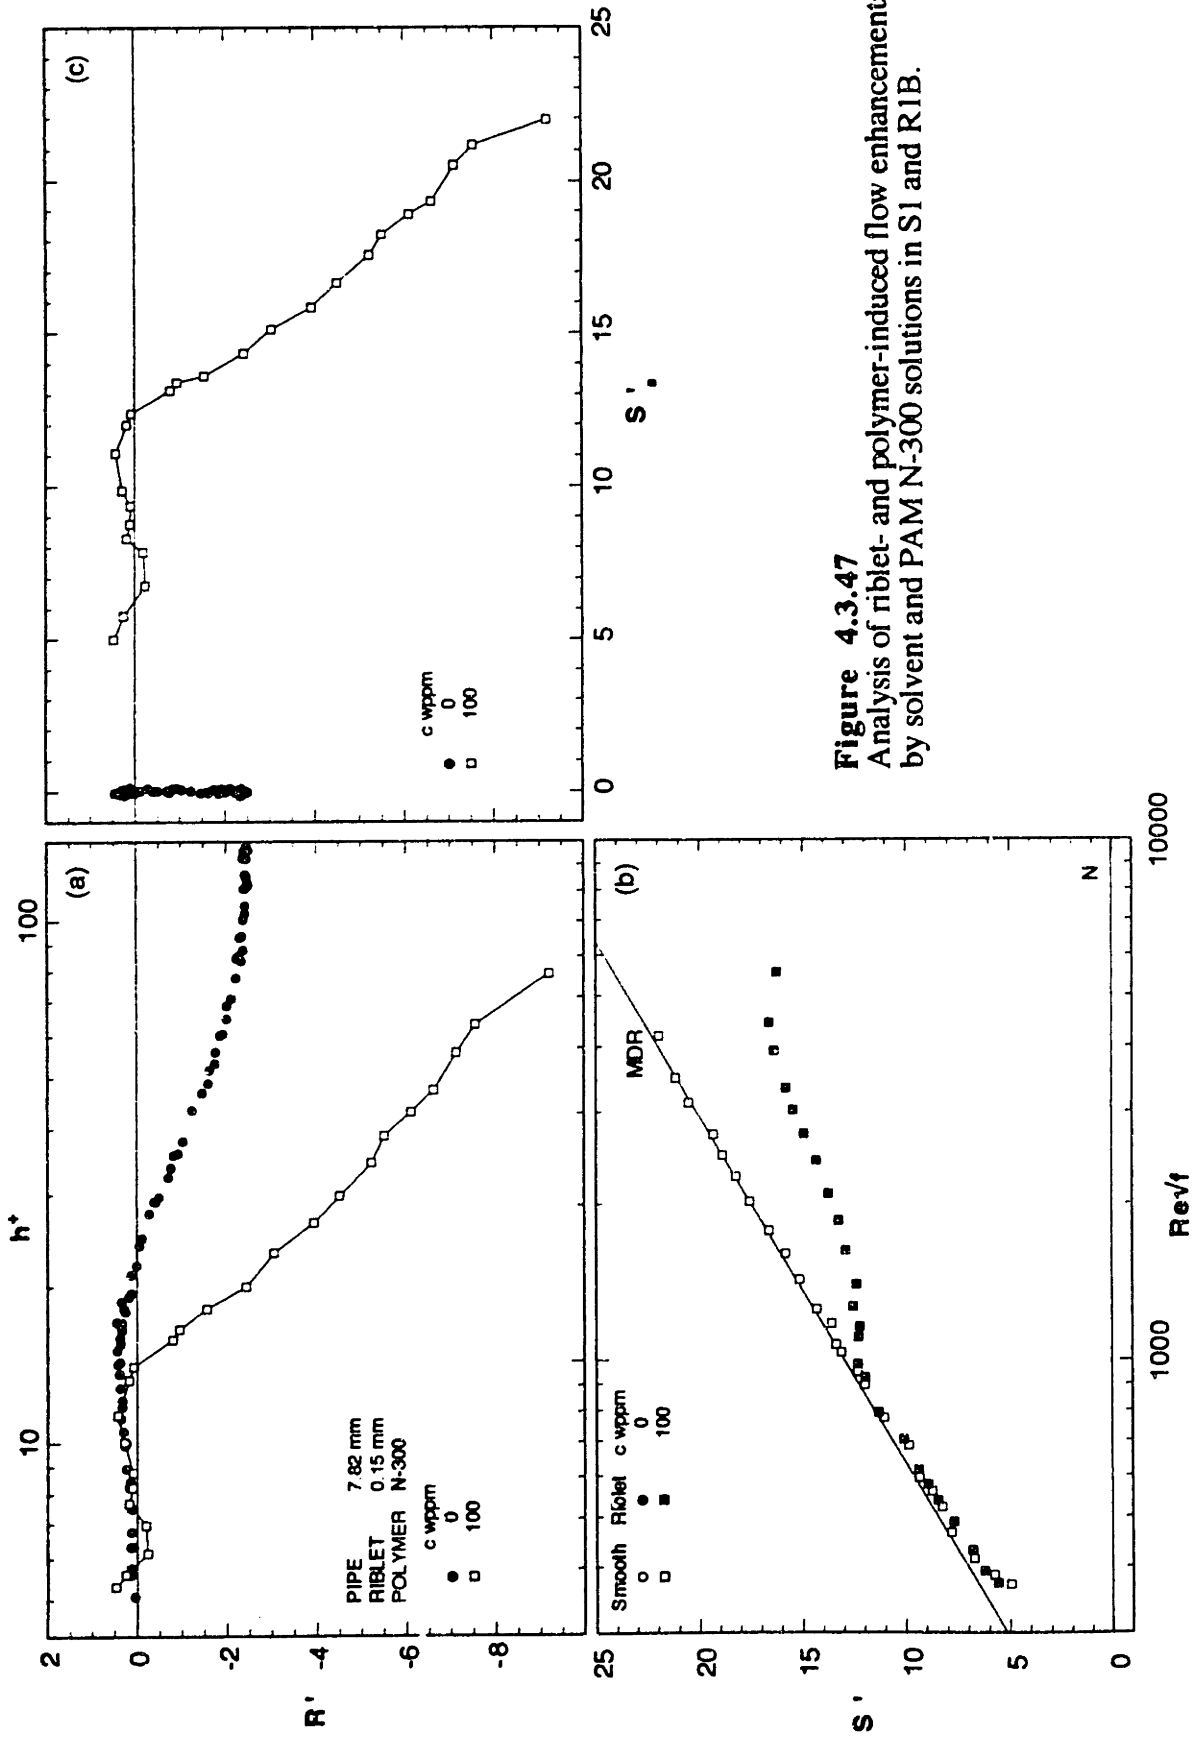 h⁺
10
100
(a)
2
0
-2
-4
-6
-8
R'
PIPE 7.82 mm
RIBLET 0.15 mm
POLYMER N-300
c wppm
● 0
□ 100
(c)
c wppm
● 0
□ 100
0
5
10
15
20
25
S'
(b)
Smooth Riblet c wppm
○ ● 0
□ ■ 100
MDR
N
25
20
15
10
5
0
S'
1000
10000
Re√f
Figure 4.3.47
Analysis of riblet- and polymer-induced flow enhancement
by solvent and PAM N-300 solutions in S1 and R1B.